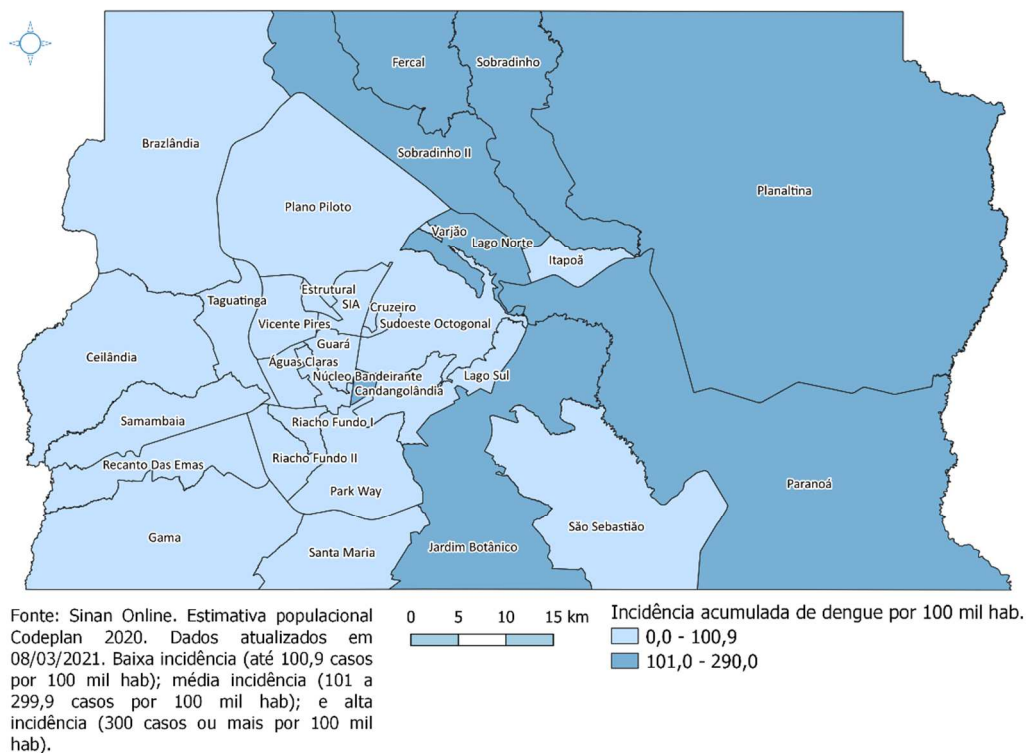 Fercal
Sobradinho
Brazlândia
Sobradinho II
Planaltina
Plano Piloto
Varjão
Lago Norte
Itapoã
Estrutural
Taguatinga
SIA
Cruzeiro
Vicente Pires
Sudoeste Octogonal
Guará
Ceilândia
Águas Claras
Núcleo Bandeirante
Lago Sul
Candangolândia
Samambaia
Riacho Fundo I
Recanto Das Emas
Riacho Fundo II
Park Way
Paranoá
São Sebastião
Gama
Santa Maria
Jardim Botânico
Fonte: Sinan Online. Estimativa populacional
Codeplan 2020. Dados atualizados em
08/03/2021. Baixa incidência (até 100,9 casos
por 100 mil hab); média incidência (101 a
299,9 casos por 100 mil hab); e alta
incidência (300 casos ou mais por 100 mil
hab).
0 5 10 15 km
Incidência acumulada de dengue por 100 mil hab.
0,0 - 100,9
101,0 - 290,0